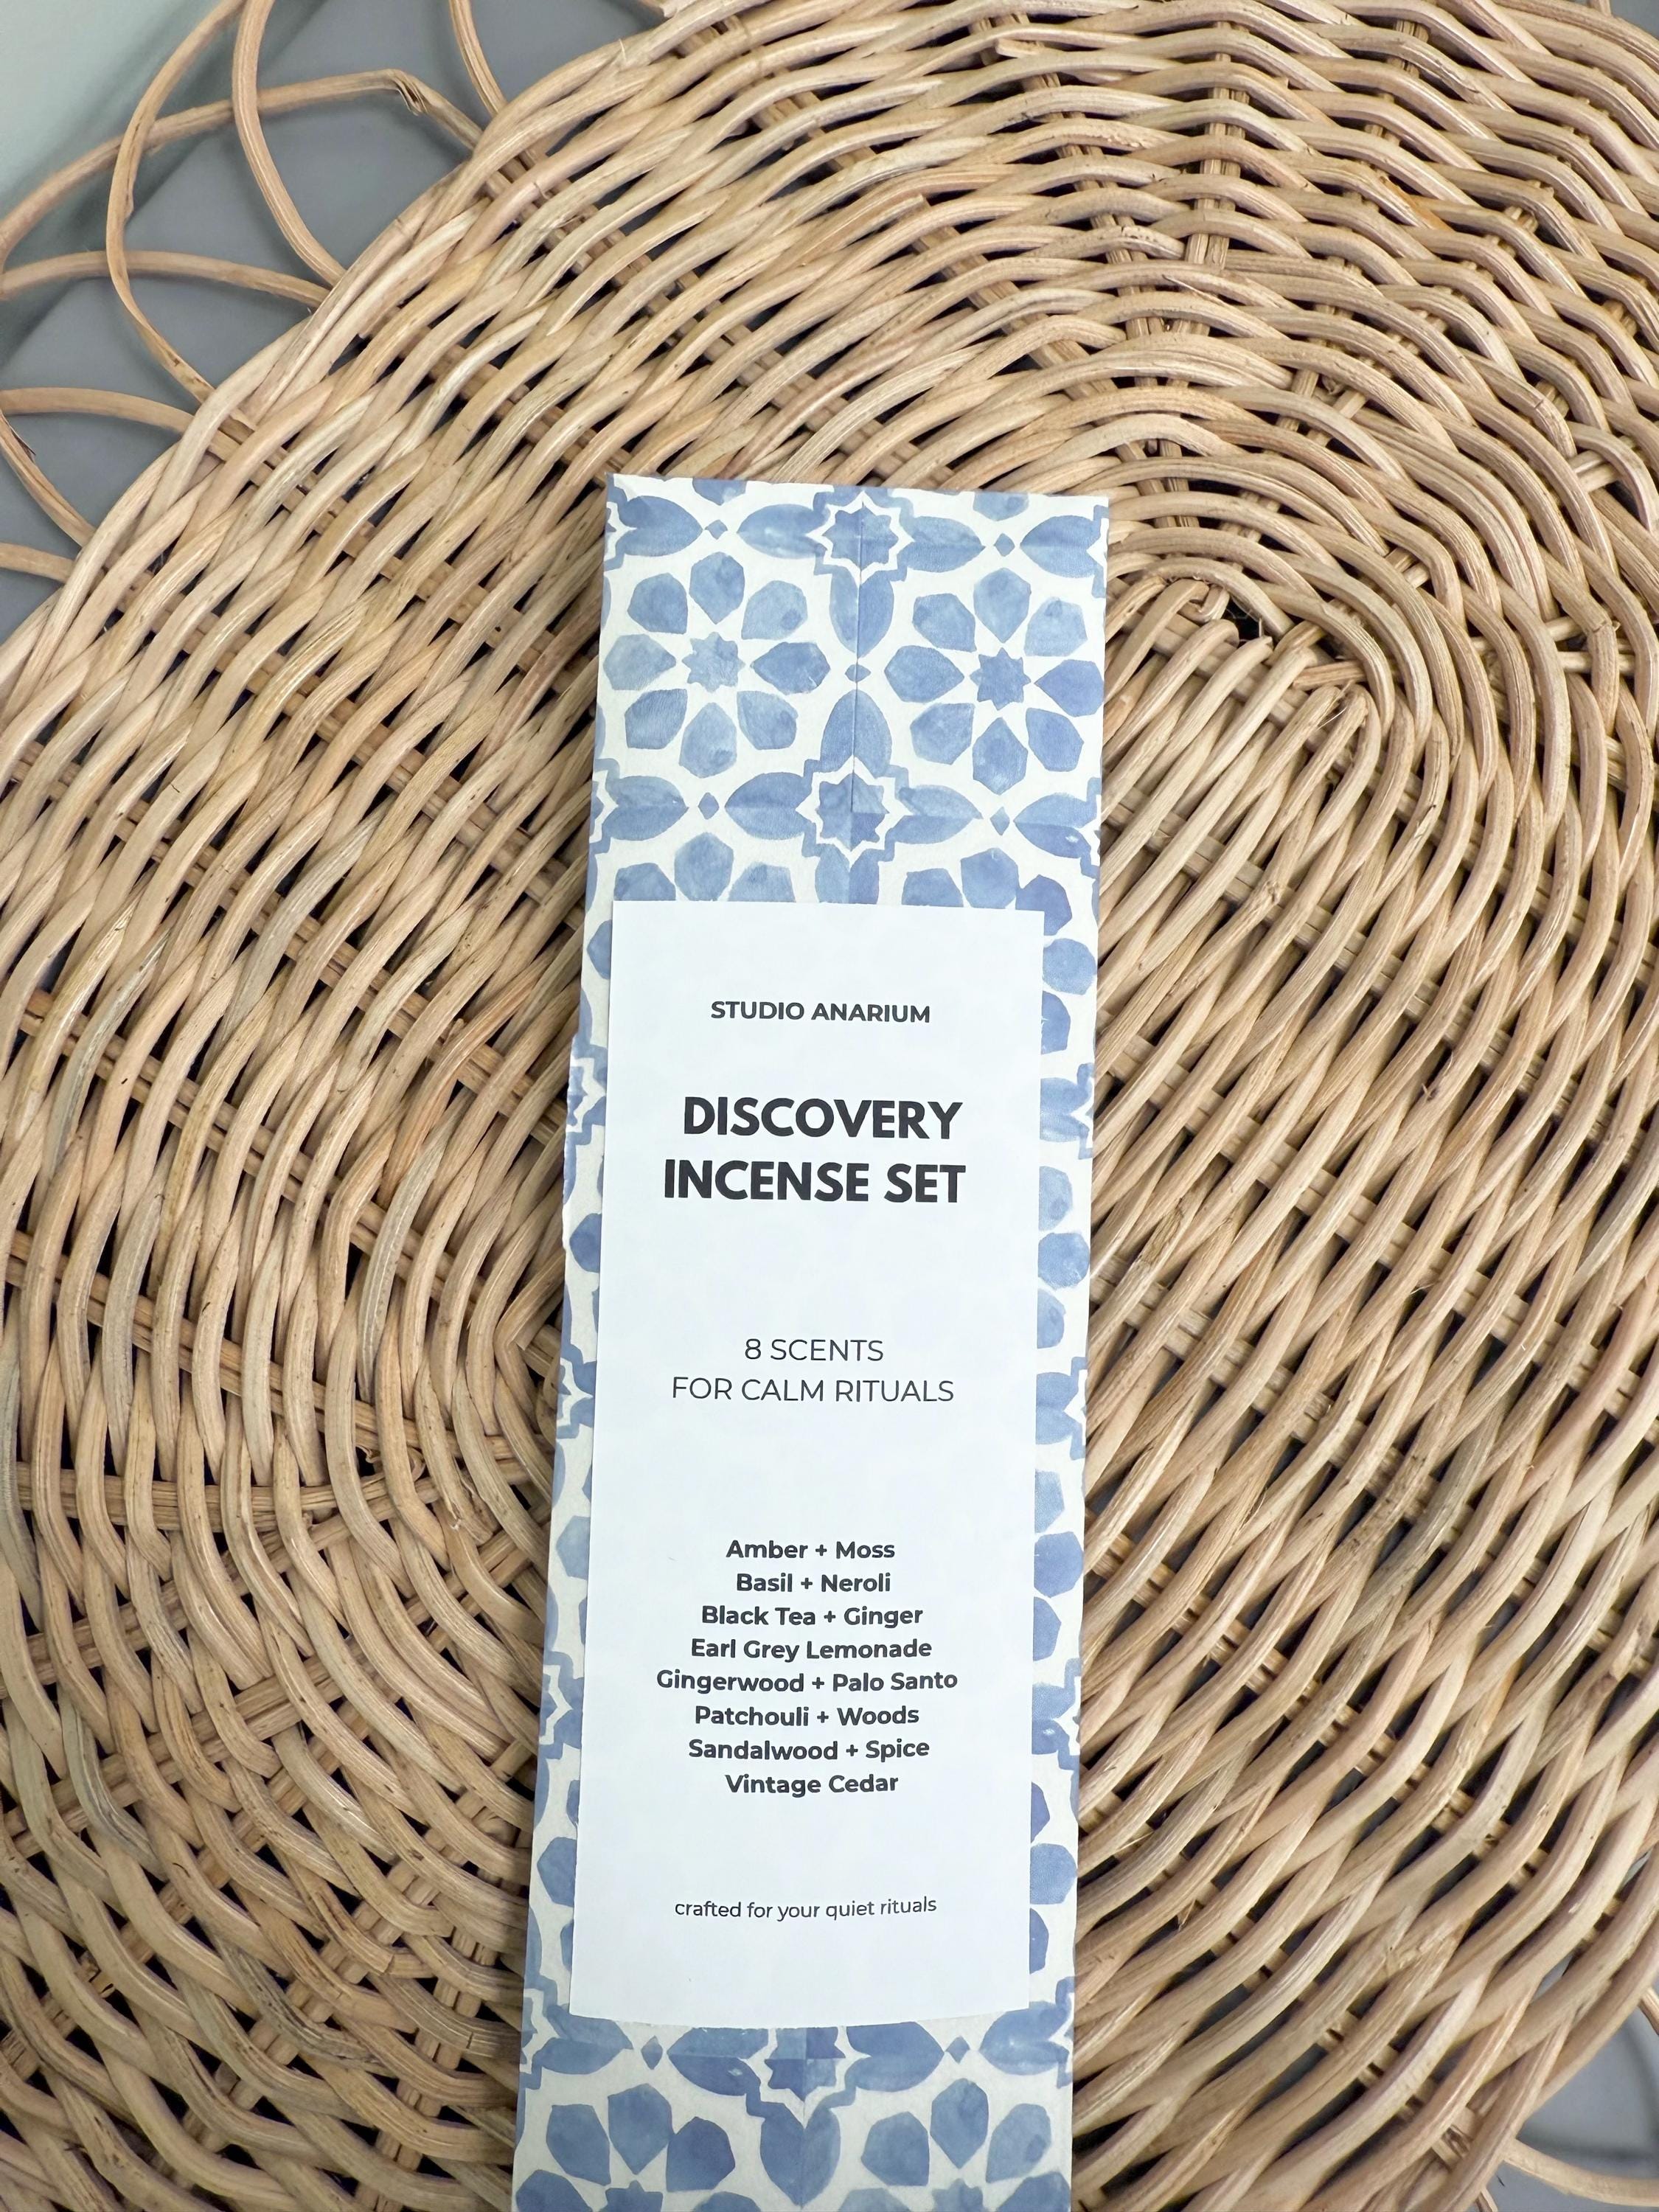 STUDIO ANARIUM
DISCOVERY
INCENSE SET
8 SCENTS
FOR CALM RITUALS
Amber + Moss
Basil + Neroli
Black Tea + Ginger
Earl Grey Lemonade
Gingerwood + Palo Santo
Patchouli + Woods
Sandalwood + Spice
Vintage Cedar
crafted for your quiet rituals